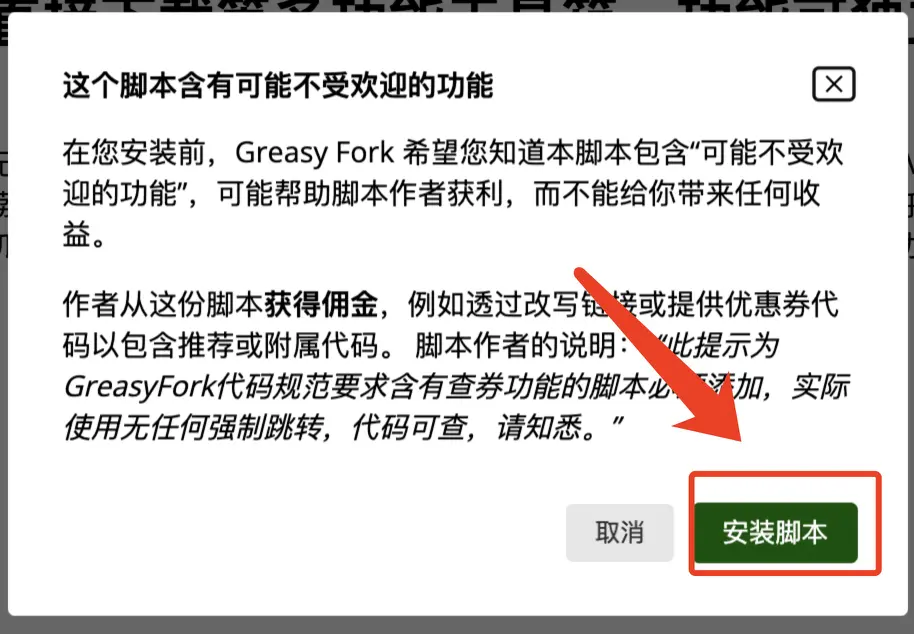 这个脚本含有可能不受欢迎的功能
在您安装前，Greasy Fork 希望您知道本脚本包含“可能不受欢
迎的功能”，可能帮助脚本作者获利，而不能给你带来任何收
益。
作者从这份脚本获得佣金，例如透过改写链接或提供优惠券代
码以包含推荐或附属代码。 脚本作者的说明：“此提示为
GreasyFork代码规范要求含有查券功能的脚本必须添加，实际
使用无任何强制跳转，代码可查，请知悉。”
取消
安装脚本